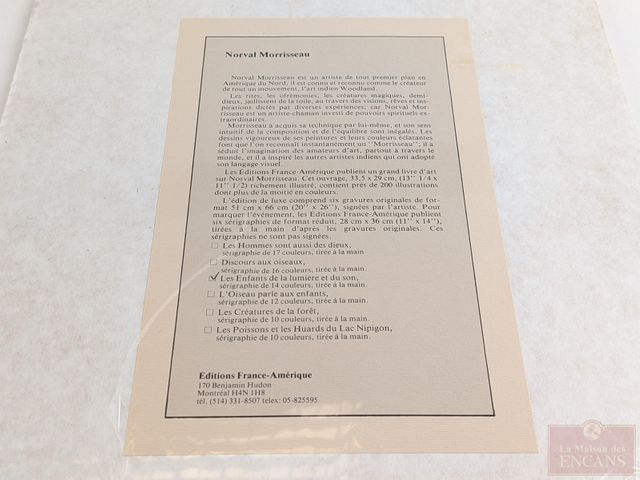 Norval Morrisseau
Norval Morrisseau est un artiste de tout premier plan en
Amérique du Nord, il est connu et reconnu comme le créateur
de tout un mouvement, l'art indien Woodland.
Les rites, les cérémonies, les créatures magiques, demi-
dieux, jaillissent de la toile, au travers des visions, rêves et ins-
pirations dictés par diverses expériences; car Norval Mor-
risseau est un artiste-chaman investi de pouvoirs spirituels ex-
traordinaires.
Morrisseau a acquis sa technique par lui-même, et son sens
intuitif de la composition et de l'équilibre sont inégalés. Les
dessins vigoureux de ses peintures et leurs couleurs éclatantes
font que l'on reconnaît instantanément un "Morrisseau"; il a
séduit l'imagination des amateurs d'art, partout à travers le
monde, et il a inspiré les autres artistes indiens qui ont adopté
son langage visuel.
Les Éditions France-Amérique publient un grand livre d'art
sur Norval Morrisseau. Cet ouvrage, 33,5 x 29 cm, (13'' 1/4 x
11'' 1/2) richement illustré, contient près de 200 illustrations
dont plus de la moitié en couleurs.
L'édition de luxe comprend six gravures originales de for-
mat 51 cm x 66 cm (20'' x 26''), signées par l'artiste. Pour
marquer l'événement, les Éditions France-Amérique publient
six sérigraphies de format réduit, 28 cm x 36 cm (11'' x 14''),
tirées à la main d'après les gravures originales. Ces
sérigraphies ne sont pas signées.
☐ Les Hommes sont aussi des dieux,
sérigraphie de 17 couleurs, tirée à la main
☐ Discours aux oiseaux,
sérigraphie de 16 couleurs, tirée à la main.
☑ Les Enfants de la lumière et du son,
sérigraphie de 14 couleurs, tirée à la main.
☐ L'Oiseau parle aux enfants,
sérigraphie de 12 couleurs, tirée à la main.
☐ Les Créatures de la forêt,
sérigraphie de 10 couleurs, tirée à la main.
☐ Les Poissons et les Huards du Lac Nipigon,
sérigraphie de 10 couleurs, tirée à la main.
Editions France-Amérique
170 Benjamin Hudon
Montréal H4N 1H8
tél. (514) 331-8507 telex: 05-825595
La Maison des
ENCANS